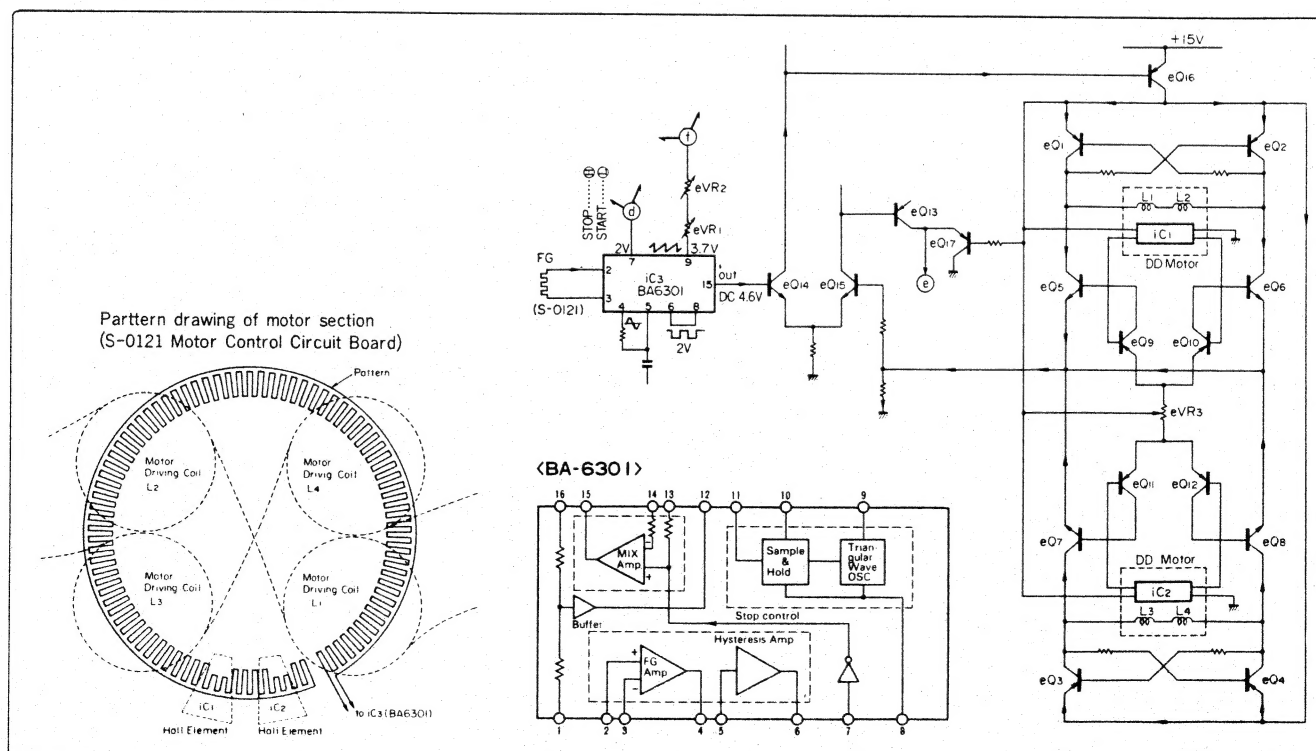 +15V
eQ16
eQ1
eQ2
L1 L2
iC1
DD Motor
f
eVR2
eVR1
STOP......H
START......L
d
2V
3.7V
7
9
FG
2
3
(S-0121)
iC3
BA6301
15
out
DC 4.6V
4 5 6 8
2V
eQ14
eQ15
eQ13
eQ17
e
eQ5
eQ6
eQ9
eQ10
eVR3
eQ11
eQ12
eQ7
eQ8
DD Motor
iC2
L3 L4
eQ3
eQ4
Parttern drawing of motor section
(S-0121 Motor Control Circuit Board)
Pattern
Motor
Driving Coil
L2
Motor
Drivig Coil
L4
Motor
Driving Coil
L3
Motor
Driving Coil
L1
iC1
iC2
Hall Element
Hall Element
to iC3(BA6301)
<BA-6301>
16 15 14 13 12 11 10 9
MIX
Amp.
-
+
Sample
&
Hold
Trian-
gular
Wave
OSC
Buffer
Stop control
Hysteresis Amp
+
FG
Amp
-
1 2 3 4 5 6 7 8